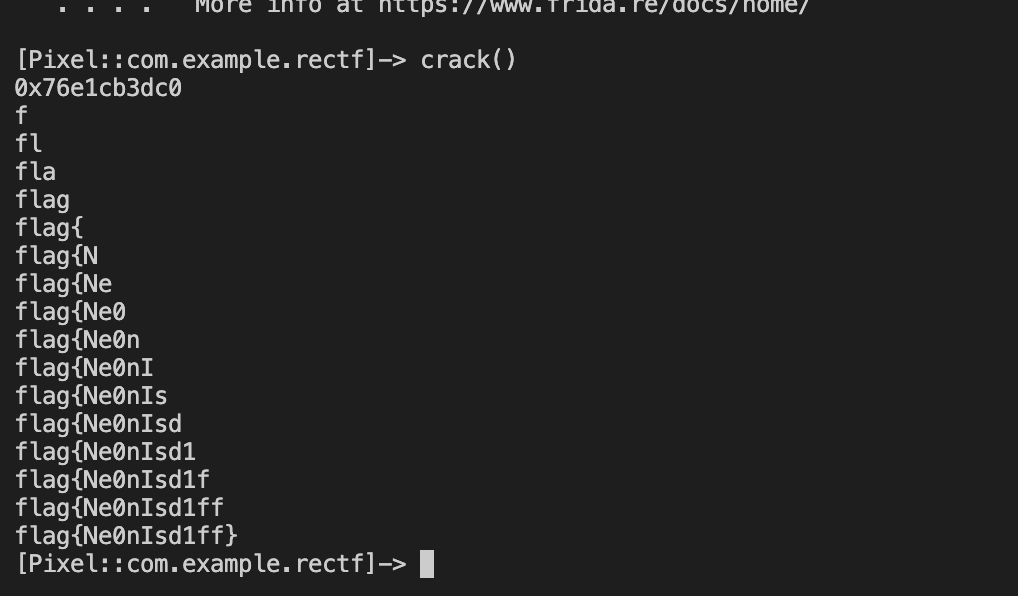 . . . .   More info at https://www.frida.re/docs/home/
[Pixel::com.example.rectf]-> crack()
0x76e1cb3dc0
f
fl
fla
flag
flag{
flag{N
flag{Ne
flag{Ne0
flag{Ne0n
flag{Ne0nI
flag{Ne0nIs
flag{Ne0nIsd
flag{Ne0nIsd1
flag{Ne0nIsd1f
flag{Ne0nIsd1ff
flag{Ne0nIsd1ff}
[Pixel::com.example.rectf]->